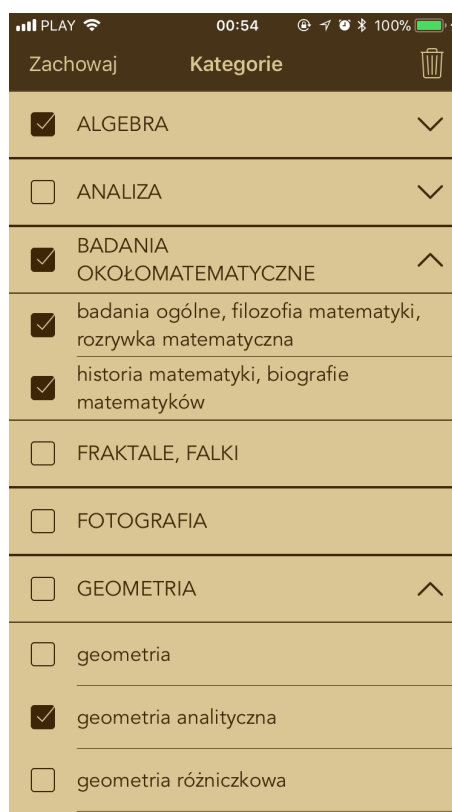 PLAY 00:54 100%
Zachowaj Kategorie
ALGEBRA
ANALIZA
BADANIA
OKOŁOMATEMATYCZNE
badania ogólne, filozofia matematyki,
rozrywka matematyczna
historia matematyki, biografie
matematyków
FRAKTALE, FALKI
FOTOGRAFIA
GEOMETRIA
geometria
geometria analityczna
geometria różniczkowa